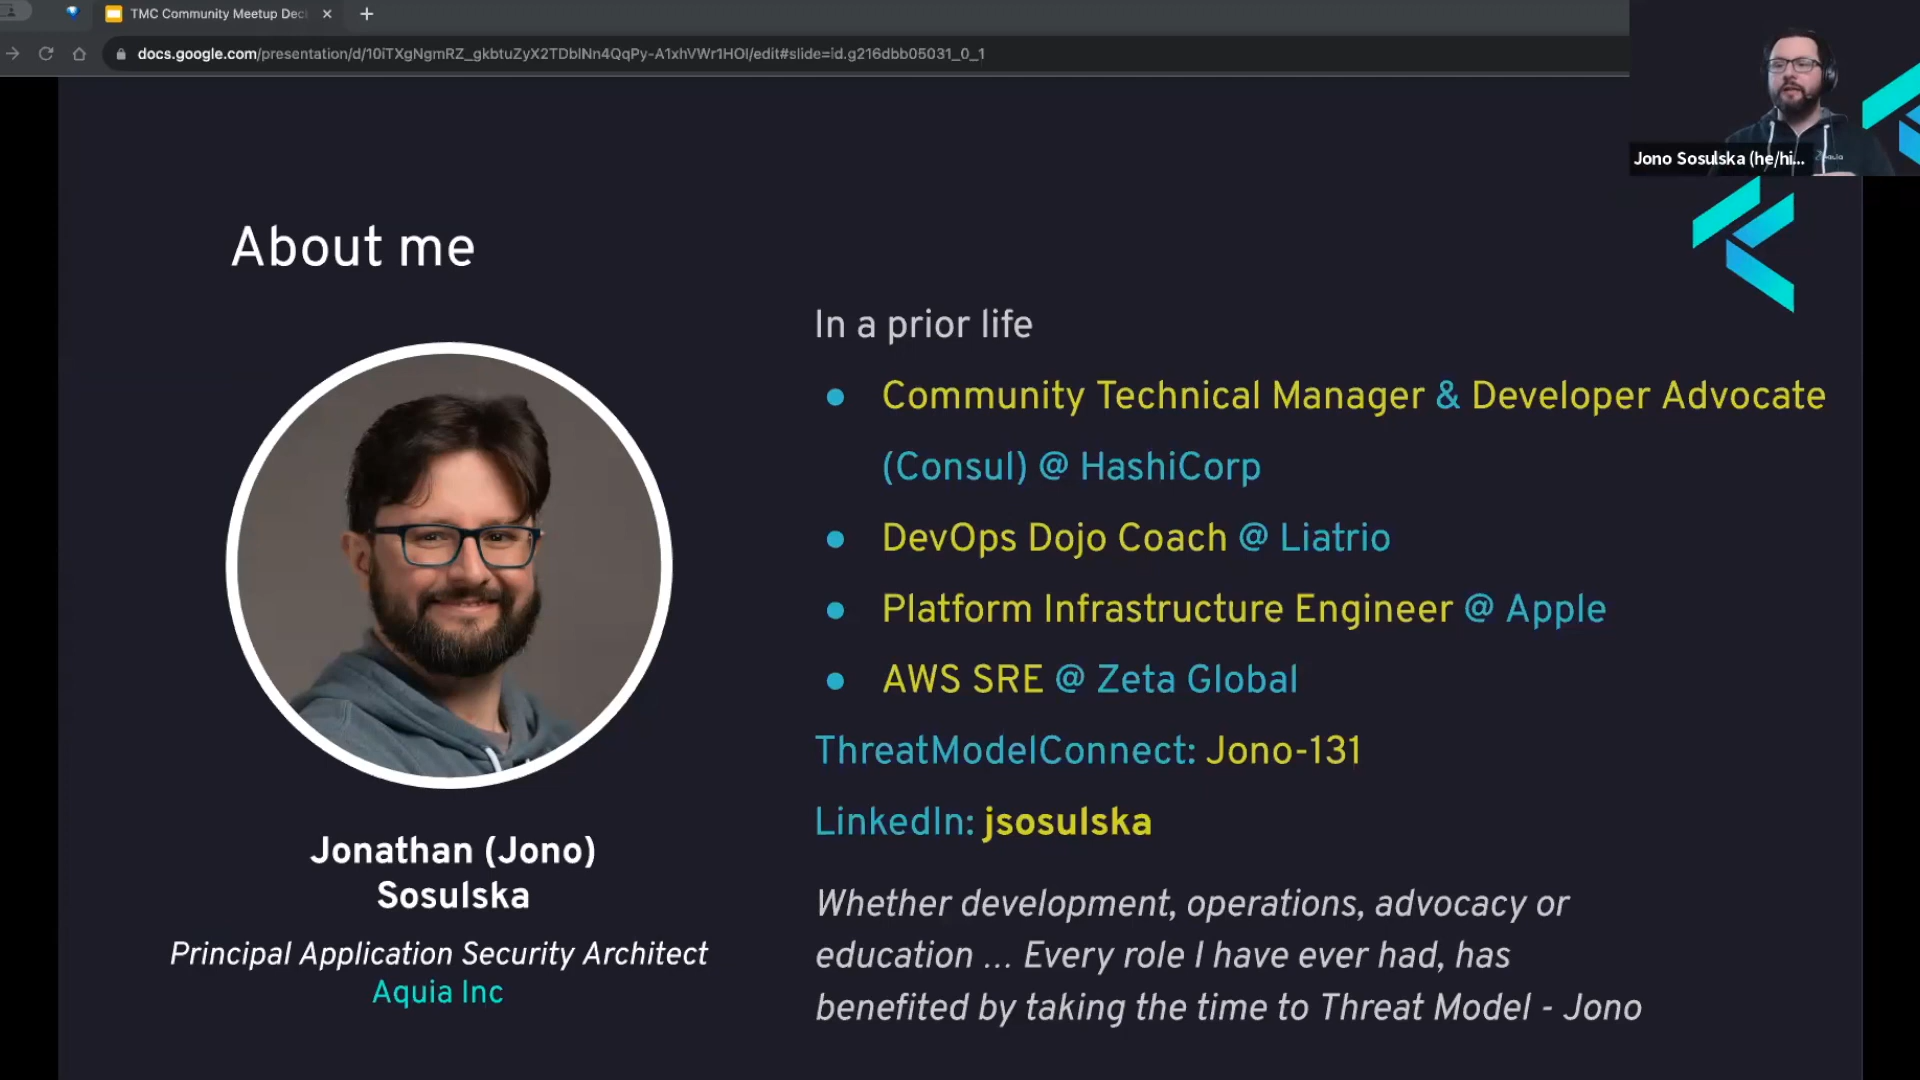 TMC Community Meetup Dec
docs.google.com/presentation/d/10iTXgNgmRZ_gkbtuZyX2TDblNn4QqPy-A1xhVWr1HOI/edit#slide=id.g216dbb05031_0_1
Jono Sosulska (he/hi...
About me
In a prior life
● Community Technical Manager & Developer Advocate
(Consul) @ HashiCorp
● DevOps Dojo Coach @ Liatrio
● Platform Infrastructure Engineer @ Apple
● AWS SRE @ Zeta Global
ThreatModelConnect: Jono-131
LinkedIn: jsosulska
Jonathan (Jono)
Sosulska
Principal Application Security Architect
Aquia Inc
Whether development, operations, advocacy or
education ... Every role I have ever had, has
benefited by taking the time to Threat Model - Jono